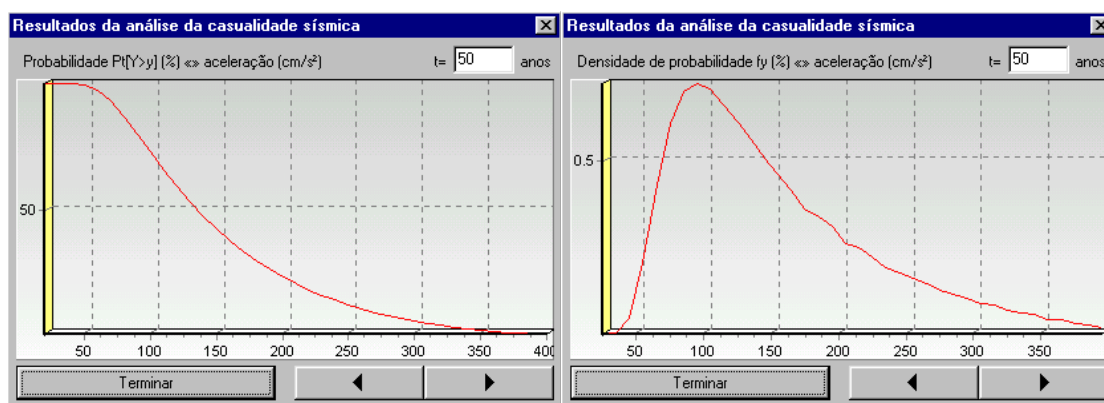 Resultados da análise da casualidade sísmica
Probabilidade Pt[Y>y] (%) «» aceleração (cm/s²) t= 50 anos
50
50 100 150 200 250 300 350 400
Terminar
Resultados da análise da casualidade sísmica
Densidade de probabilidade fy (%) «» aceleração (cm/s²) t= 50 anos
0.5
50 100 150 200 250 300 350
Terminar